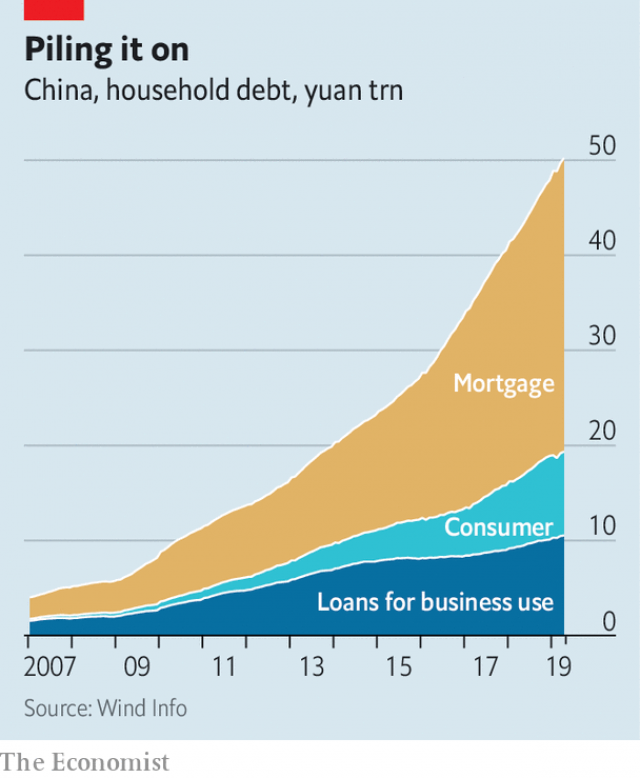 Piling it on
China, household debt, yuan trn
50
40
30
Mortgage
20
Consumer
10
Loans for business use
0
2007 09 11 13 15 17 19
Source: Wind Info
The Economist